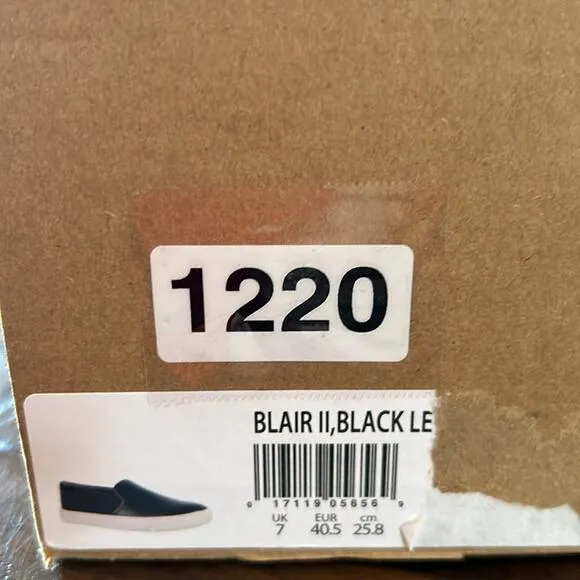 1220
BLAIR II,BLACK LE
0 17119 05656 9
UK EUR cm
7 40.5 25.8